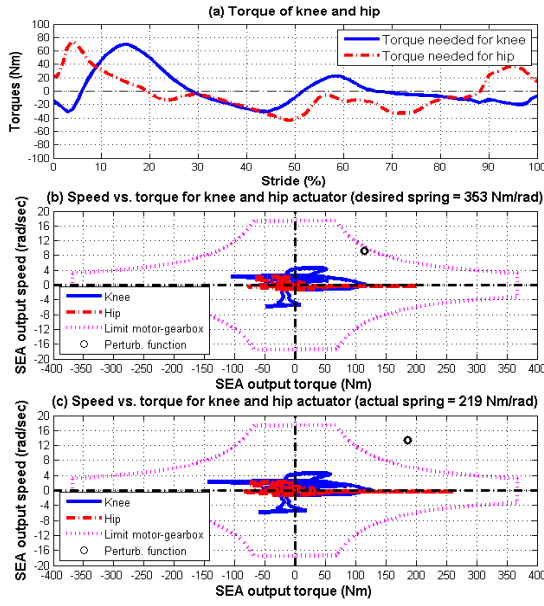 (a) Torque of knee and hip
Torques (Nm)
100
80
60
40
20
0
-20
-40
-60
-80
-100
Torque needed for knee
Torque needed for hip
0 10 20 30 40 50 60 70 80 90 100
Stride (%)
(b) Speed vs. torque for knee and hip actuator (desired spring = 353 Nm/rad)
SEA output speed (rad/sec)
20
16
12
8
4
0
-4
-8
-12
-16
-20
Knee
Hip
Limit motor-gearbox
Perturb. function
-400 -350 -300 -250 -200 -150 -100 -50 0 50 100 150 200 250 300 350 400
SEA output torque (Nm)
(c) Speed vs. torque for knee and hip actuator (actual spring = 219 Nm/rad)
SEA output speed (rad/sec)
20
16
12
8
4
0
-4
-8
-12
-16
-20
Knee
Hip
Limit motor-gearbox
Perturb. function
-400 -350 -300 -250 -200 -150 -100 -50 0 50 100 150 200 250 300 350 400
SEA output torque (Nm)